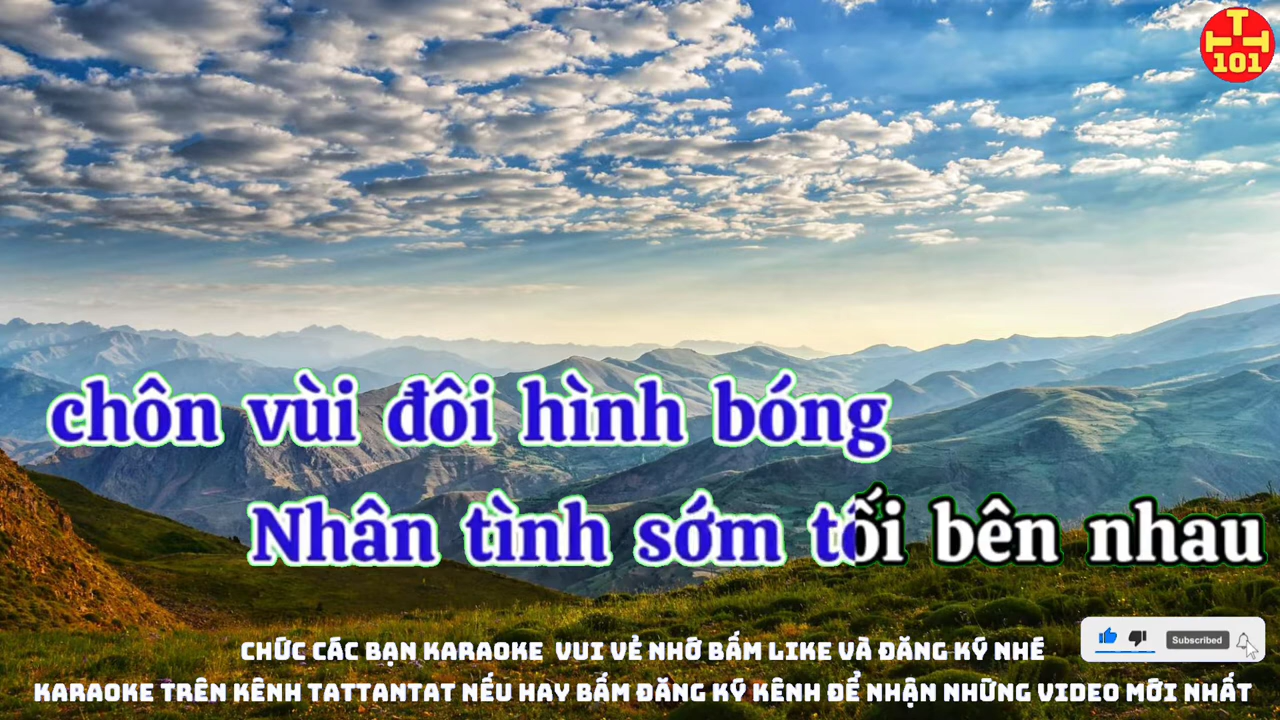 TTT
101
chôn vùi đôi hình bóng
Nhân tình sớm tối bên nhau
CHỨC CÁC BẠN KARAOKE VUI VẺ NHỚ BẤM LIKE VÀ ĐĂNG KÝ NHÉ
Subscribed
KARAOKE TRÊN KÊNH TATTANTAT NẾU HAY BẤM ĐĂNG KÝ KÊNH ĐỂ NHẬN NHỮNG VIDEO MỚI NHẤT